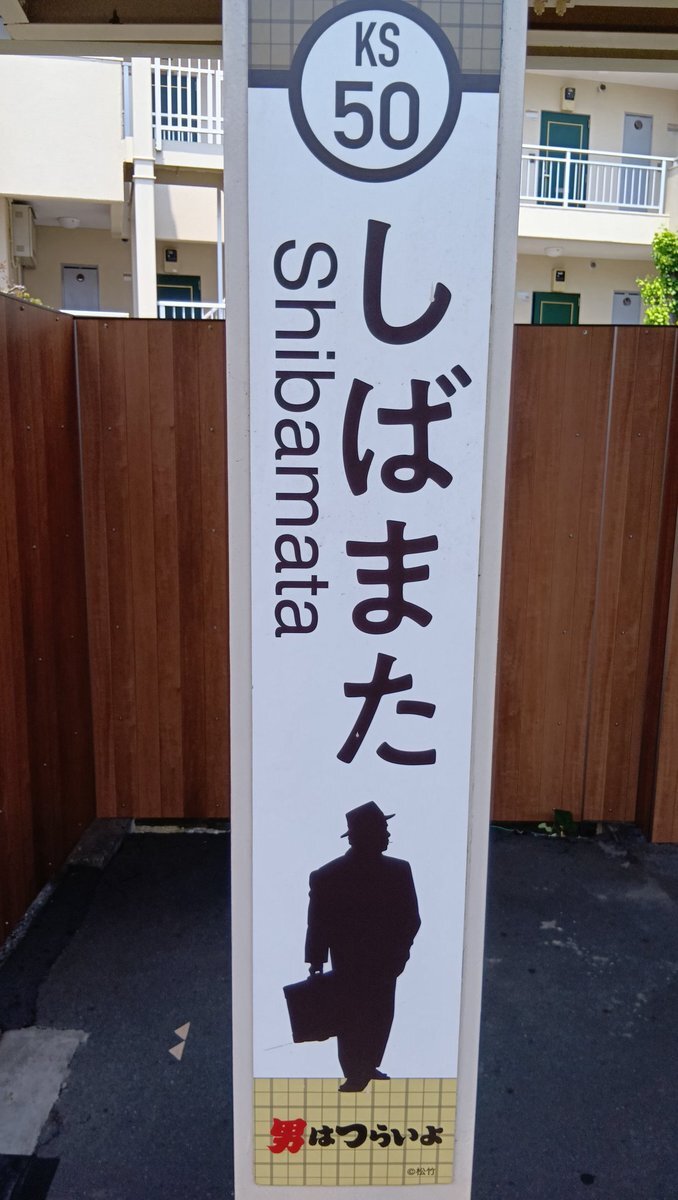 KS
50
しばまた
Shibamata
男はつらいよ
©松竹